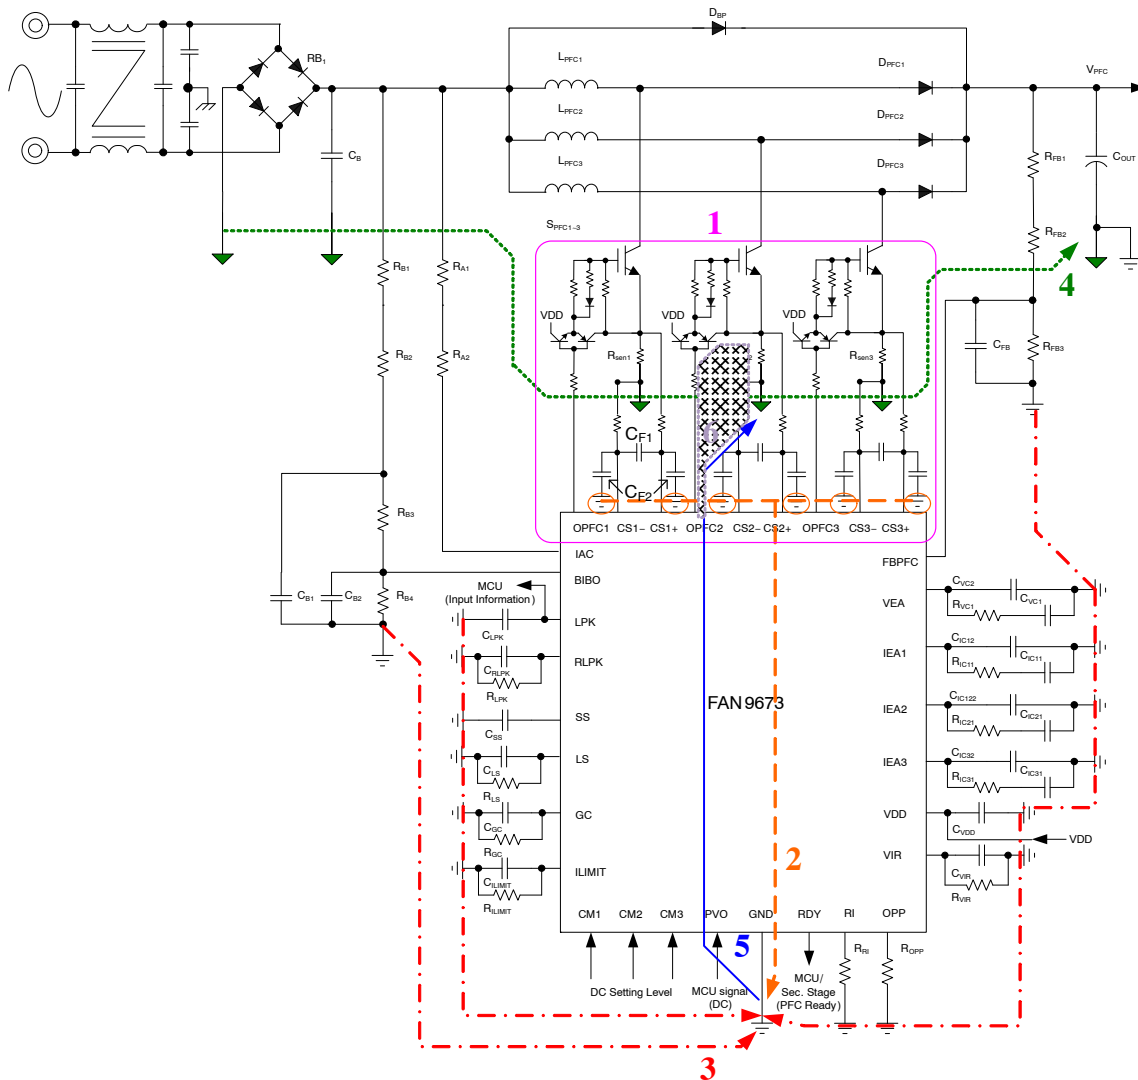 D_BP
RB₁
L_PFC1
D_PFC1
V_PFC
L_PFC2
D_PFC2
C_B
L_PFC3
D_PFC3
R_FB1
C_OUT
S_PFC1-3
1
R_FB2
R_B1
R_A1
4
VDD
VDD
VDD
R_B2
R_A2
R_sen1
2
R_sen3
C_FB
R_FB3
C_F1
6
C_F2
R_B3
OPFC1
CS1-
CS1+
OPFC2
CS2-
CS2+
OPFC3
CS3-
CS3+
IAC
FBPFC
BIBO
MCU
(Input Information)
C_B1
C_B2
R_B4
VEA
C_VC2
C_VC1
R_VC1
LPK
C_LPK
IEA1
C_IC12
C_IC11
R_IC11
RLPK
C_RLPK
R_LPK
FAN9673
IEA2
C_IC122
C_IC21
R_IC21
SS
C_SS
LS
C_LS
R_LS
IEA3
C_IC32
C_IC31
R_IC31
GC
C_GC
R_GC
VDD
C_VDD
VDD
2
VIR
C_VIR
R_VIR
ILIMIT
C_ILIMIT
R_ILIMIT
CM1
CM2
CM3
PVO
GND
RDY
RI
OPP
5
R_RI
R_OPP
DC Setting Level
MCU signal
(DC)
MCU/
Sec. Stage
(PFC Ready)
3